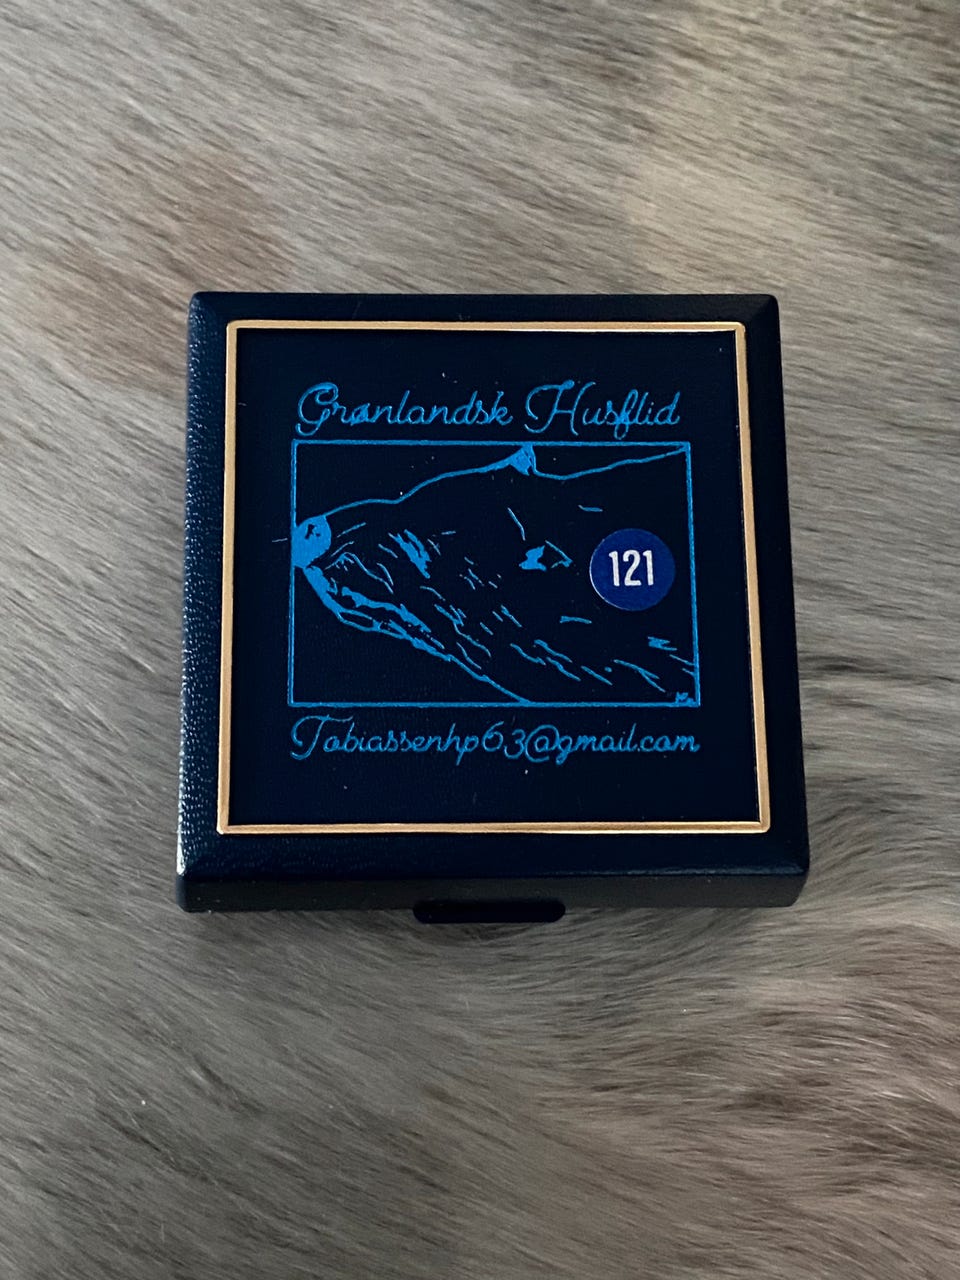 Grønlandsk Husflid
121
Tobiassenhp63@gmail.com